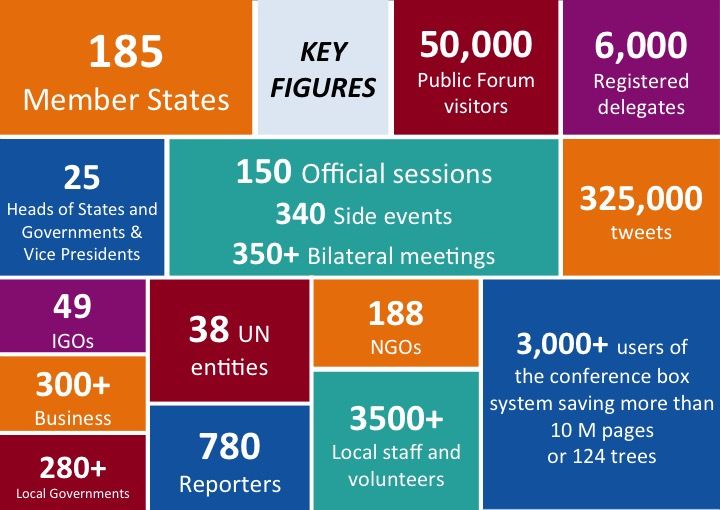 185
Member States
KEY
FIGURES
50,000
Public Forum
visitors
6,000
Registered
delegates
25
Heads of States and
Governments &
Vice Presidents
150 Official sessions
340 Side events
350+ Bilateral meetings
325,000
tweets
49
IGOs
300+
Business
280+
Local Governments
38 UN
entities
780
Reporters
188
NGOs
3500+
Local staff and
volunteers
3,000+ users of
the conference box
system saving more than
10 M pages
or 124 trees